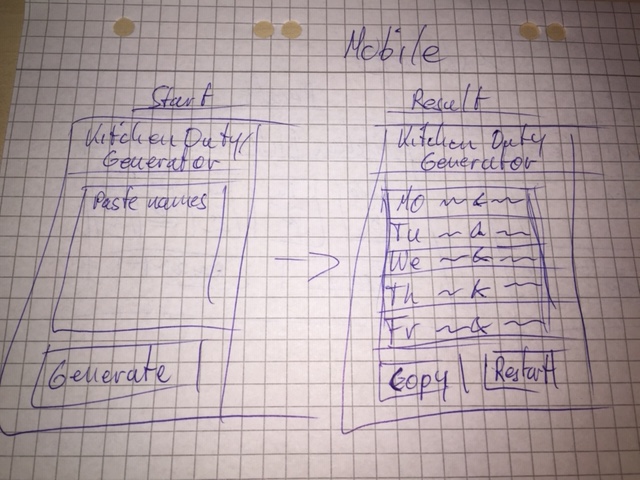 Mobile
Start
Kitchen Duty
Generator
Paste names
Generate
Result
Kitchen Duty
Generator
Mo ~ & ~
Tu ~ & ~
We ~ & ~
Th ~ & ~
Fr ~ & ~
Copy
Restart